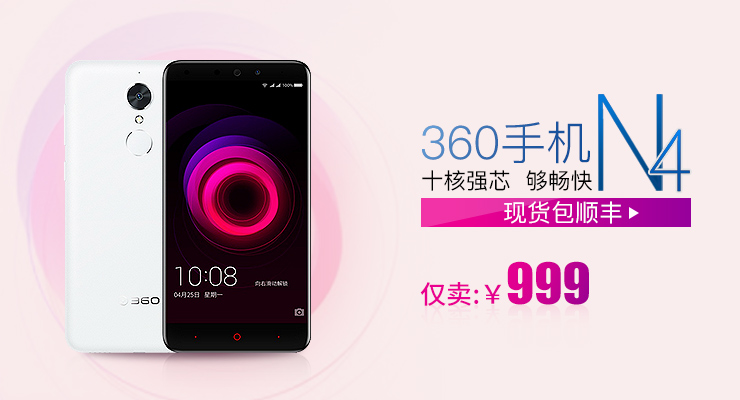 100%
10:08
向右滑动解锁
04月25日 星期一
360
360手机N4
十核强芯 够畅快
现货包顺丰
仅卖:¥999